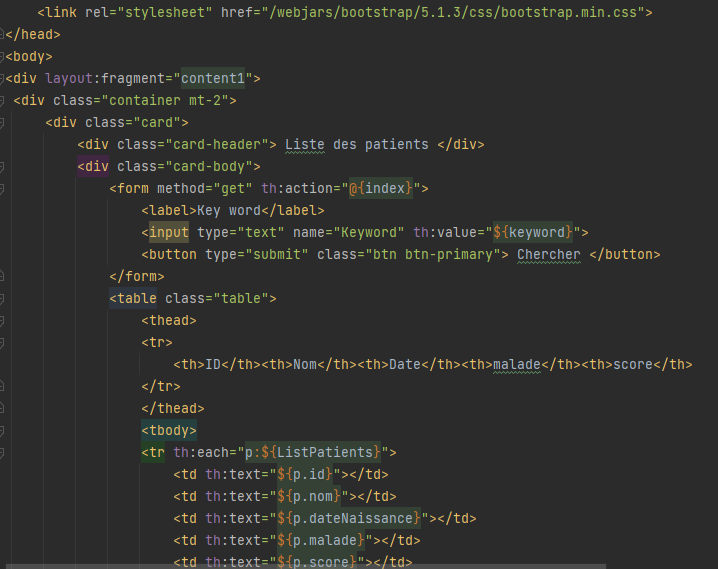 <link rel="stylesheet" href="/webjars/bootstrap/5.1.3/css/bootstrap.min.css">
</head>
<body>
<div layout:fragment="content1">
<div class="container mt-2">
<div class="card">
<div class="card-header"> Liste des patients </div>
<div class="card-body">
<form method="get" th:action="@{index}">
<label>Key word</label>
<input type="text" name="Keyword" th:value="${keyword}">
<button type="submit" class="btn btn-primary"> Chercher </button>
</form>
<table class="table">
<thead>
<tr>
<th>ID</th><th>Nom</th><th>Date</th><th>malade</th><th>score</th>
</tr>
</thead>
<tbody>
<tr th:each="p:${ListPatients}">
<td th:text="${p.id}"></td>
<td th:text="${p.nom}"></td>
<td th:text="${p.dateNaissance}"></td>
<td th:text="${p.malade}"></td>
<td th:text="${p.score}"></td>